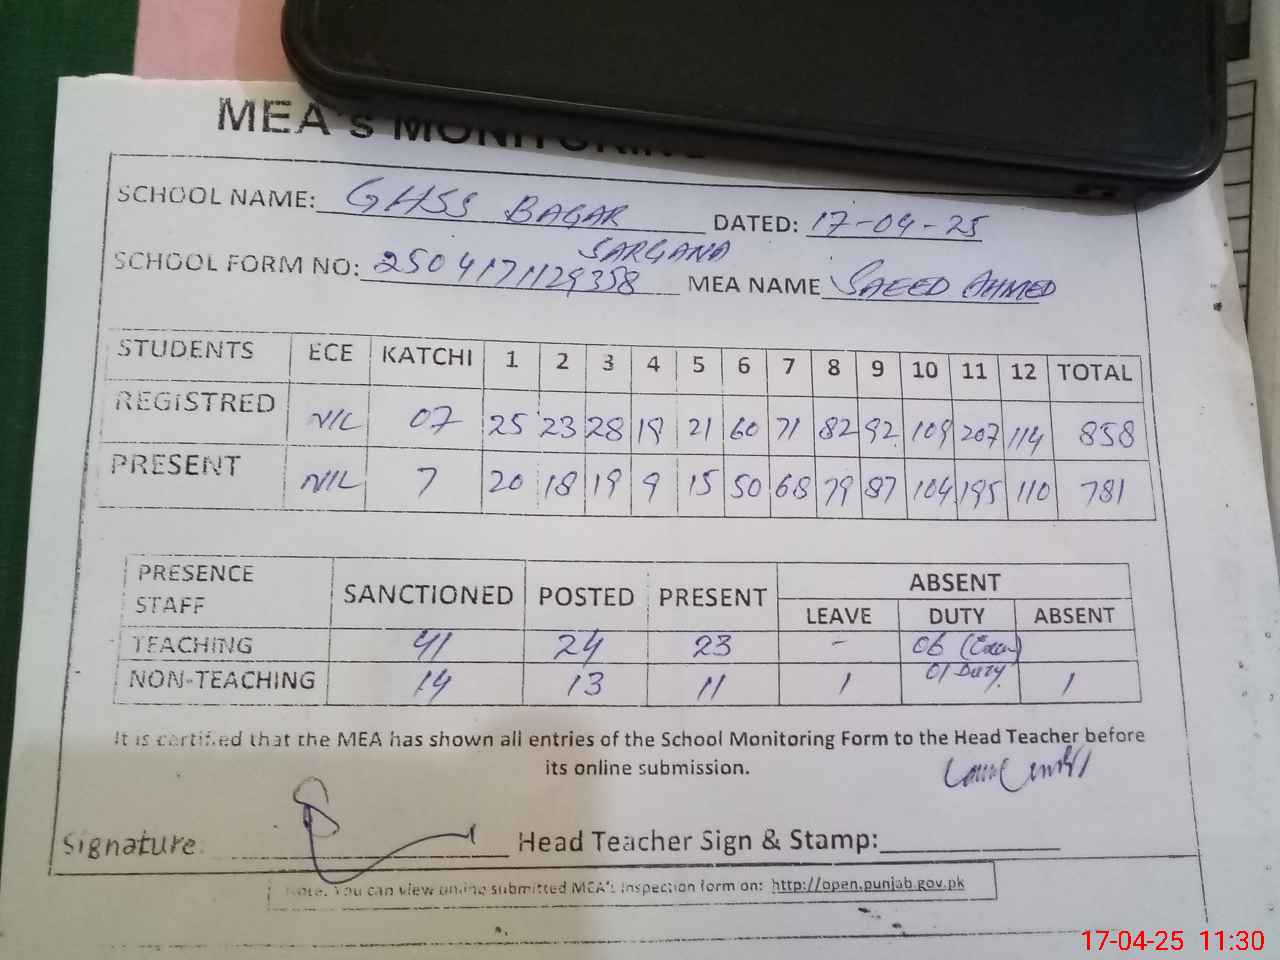 MEA's MONITORING
SCHOOL NAME: GHSS BAGAR SARGANA DATED: 17-04-25
SCHOOL FORM NO: 2504171129358 MEA NAME SAEED AHMED
STUDENTS ECE KATCHI 1 2 3 4 5 6 7 8 9 10 11 12 TOTAL
REGISTRED NIL 07 25 23 28 19 21 60 71 82 92 109 207 114 858
PRESENT NIL 7 20 18 19 9 15 50 68 79 87 104 195 110 781
PRESENCE STAFF SANCTIONED POSTED PRESENT ABSENT
LEAVE DUTY ABSENT
TEACHING 41 24 23 - 06 (Exam)
NON-TEACHING 14 13 11 1 01 Duty 1
It is certified that the MEA has shown all entries of the School Monitoring Form to the Head Teacher before
its online submission.
Signature Head Teacher Sign & Stamp:
Note. You can view online submitted MEA's Inspection form on: http://open.punjab.gov.pk
17-04-25 11:30